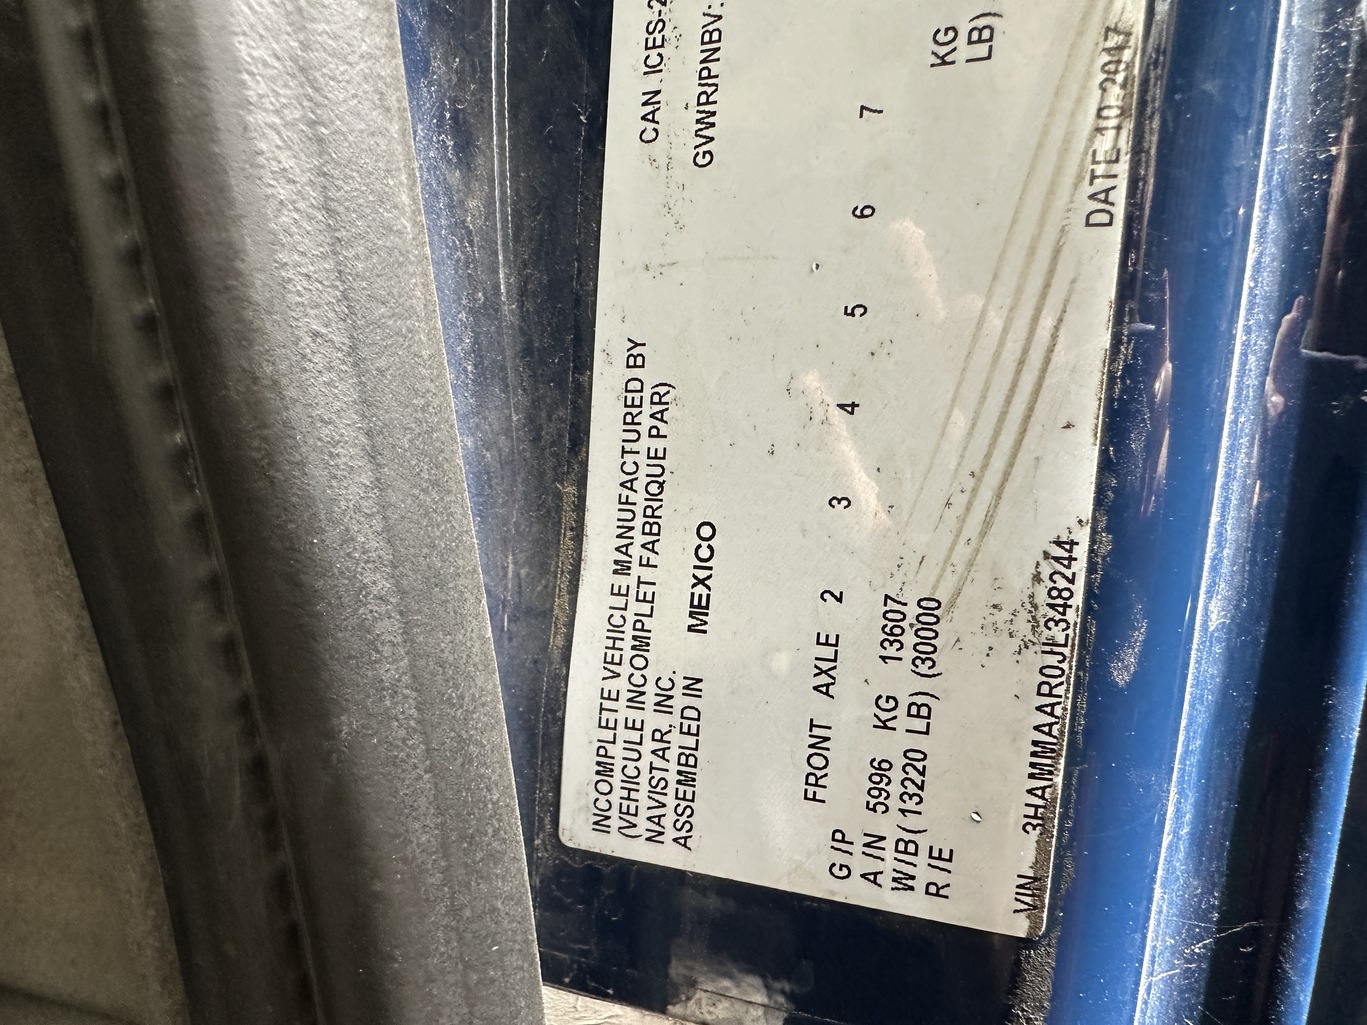 INCOMPLETE VEHICLE MANUFACTURED BY
(VEHICULE INCOMPLET FABRIQUE PAR)
NAVISTAR, INC.
CAN ICES-2
ASSEMBLED IN MEXICO
GVWR/PNBV:
FRONT AXLE 2 3 4 5 6 7
G/P
A/N 5996 KG 13607 KG
W/B (13220 LB) (30000 LB)
R/E
VIN 3HAMMAAR0JL348244 DATE 10 2017